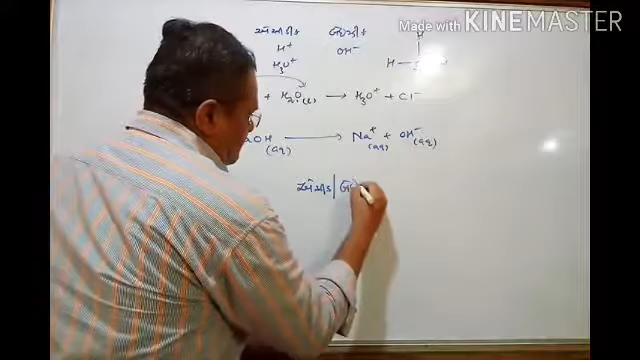 Made with KINEMASTER
એસીડીક બેઇઝીક
H⁺ OH⁻
H₃O⁺ H
+ H₂O(l) → H₃O⁺ + Cl⁻
OH(aq) → Na⁺(aq) + OH⁻(aq)
એસીડ |